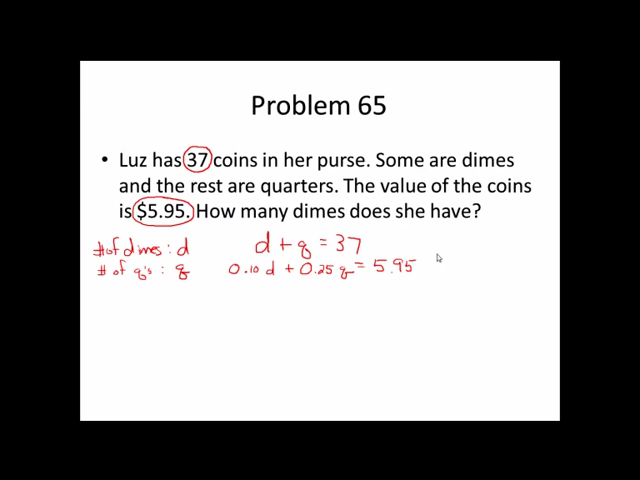 Problem 65
• Luz has 37 coins in her purse. Some are dimes
and the rest are quarters. The value of the coins
is $5.95. How many dimes does she have?
# of dimes : d
d + q = 37
# of q's : q
0.10 d + 0.25 q = 5.95